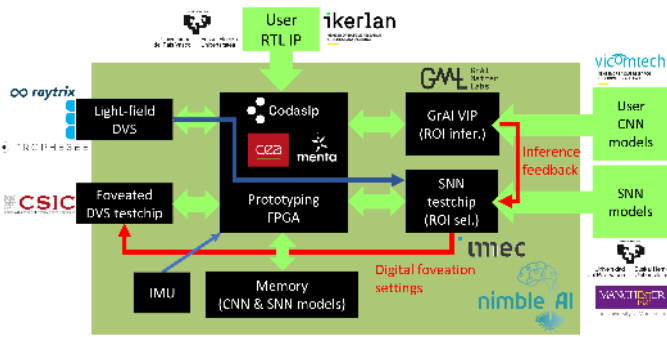 User
RTL IP
ikerlan
vicomtech
raytrix
GML
GrAI
Matter
Labs
Light-field
DVS
Codasip
cea
menta
GrAI VIP
(ROI infer.)
User
CNN
models
Inference
feedback
CSIC
Foveated
DVS testchip
Prototyping
FPGA
SNN
testchip
(ROI sel.)
SNN
models
imec
IMU
Memory
(CNN & SNN models)
Digital foveation
settings
nimble AI
MANCHESTER